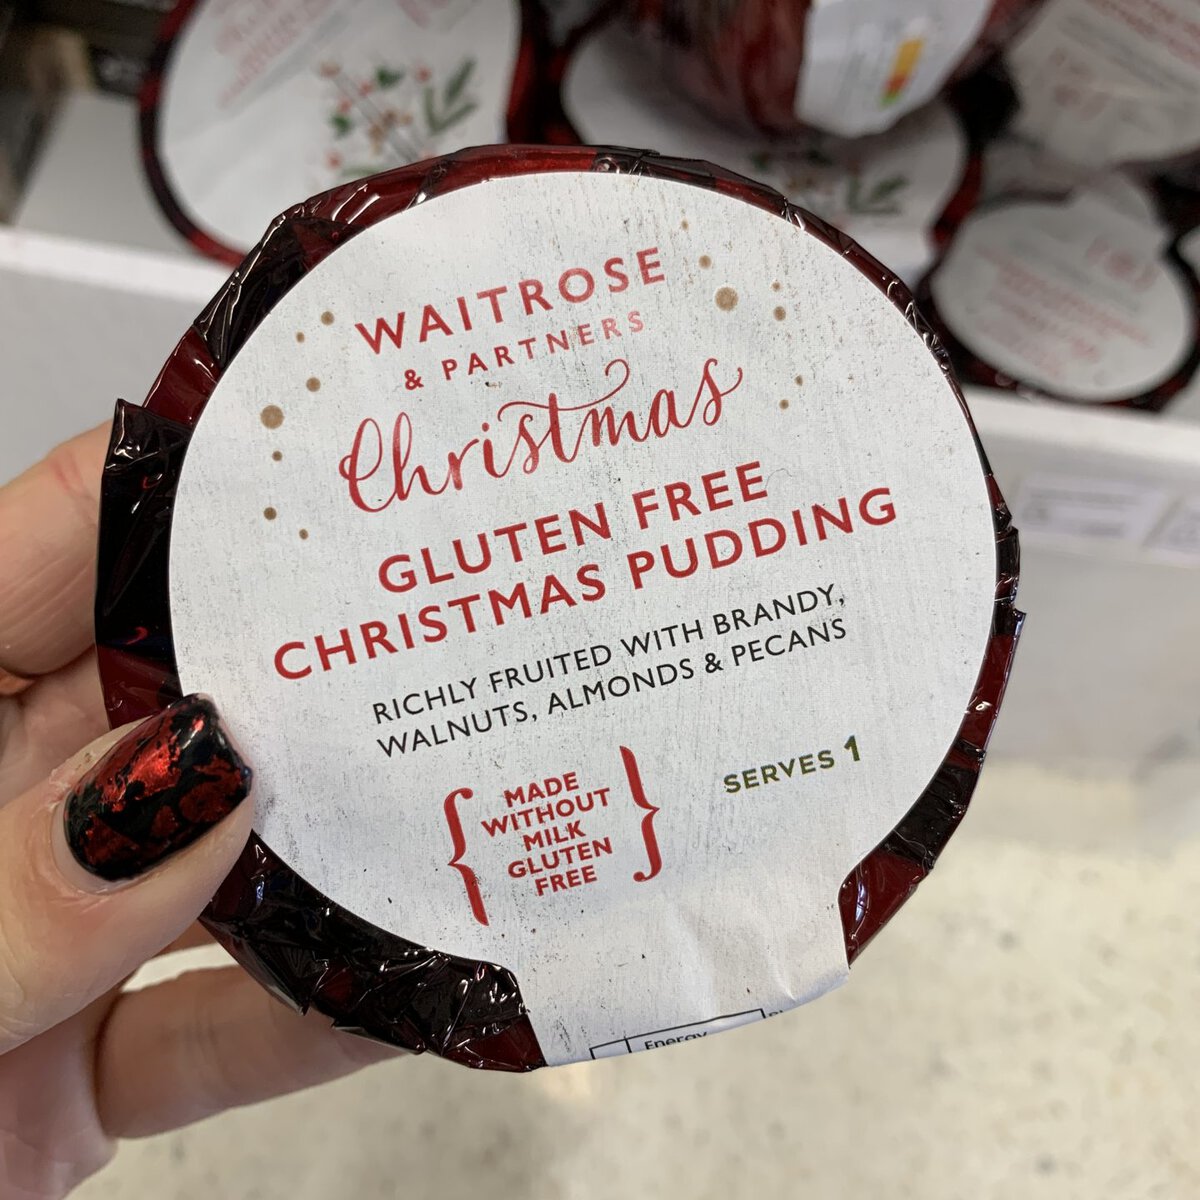 WAITROSE
& PARTNERS
Christmas
GLUTEN FREE
CHRISTMAS PUDDING
RICHLY FRUITED WITH BRANDY,
WALNUTS, ALMONDS & PECANS
MADE
WITHOUT
MILK
GLUTEN
FREE
SERVES 1
Energy